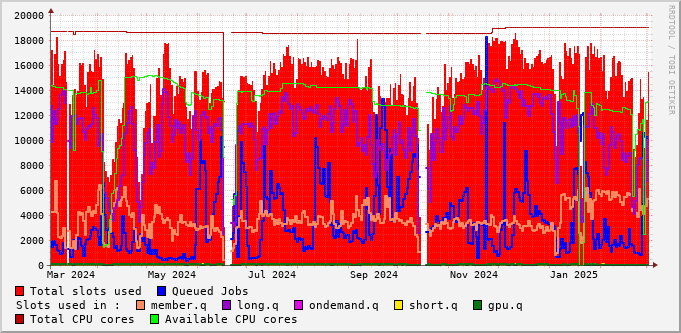 20000
18000
16000
14000
12000
10000
8000
6000
4000
2000
0
Mar 2024 May 2024 Jul 2024 Sep 2024 Nov 2024 Jan 2025
RRDTOOL / TOBI OETIKER
Total slots used Queued Jobs
Slots used in : member.q long.q ondemand.q short.q gpu.q
Total CPU cores Available CPU cores